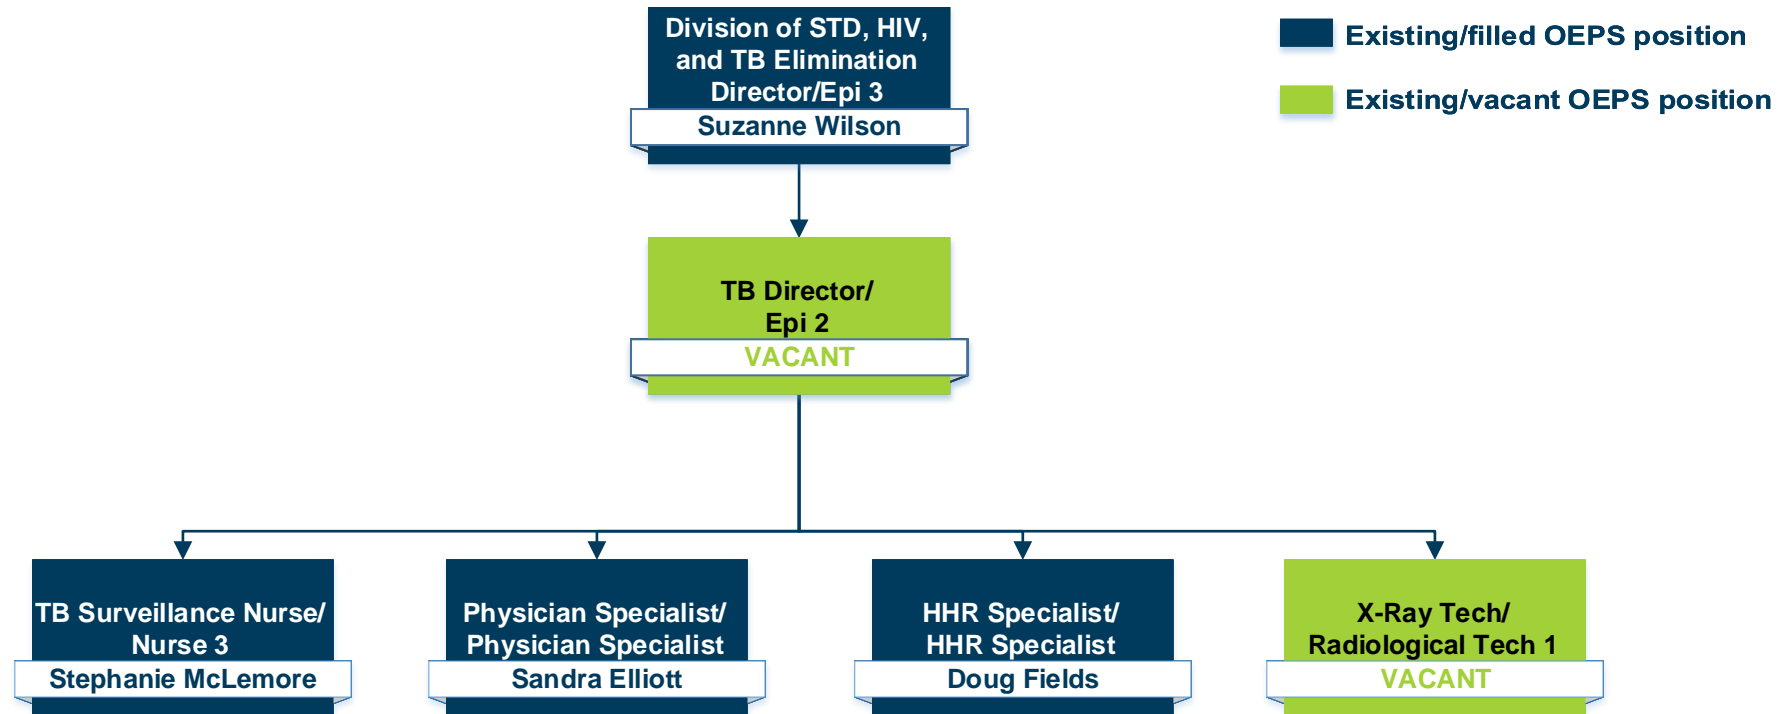 Division of STD, HIV,
and TB Elimination
Director/Epi 3
Suzanne Wilson
Existing/filled OEPS position
Existing/vacant OEPS position
TB Director/
Epi 2
VACANT
TB Surveillance Nurse/
Nurse 3
Stephanie McLemore
Physician Specialist/
Physician Specialist
Sandra Elliott
HHR Specialist/
HHR Specialist
Doug Fields
X-Ray Tech/
Radiological Tech 1
VACANT